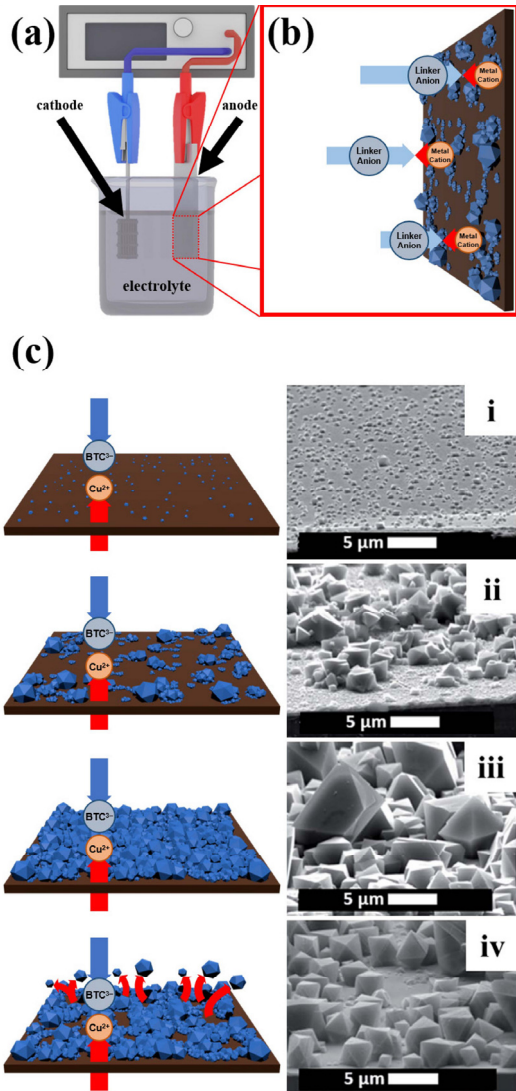 (a)
cathode
anode
electrolyte
(b)
Linker
Anion
Metal
Cation
Linker
Anion
Metal
Cation
Linker
Anion
Metal
Cation
(c)
BTC³⁻
Cu²⁺
i
5 μm
BTC³⁻
Cu²⁺
ii
5 μm
BTC³⁻
Cu²⁺
iii
5 μm
BTC³⁻
Cu²⁺
iv
5 μm